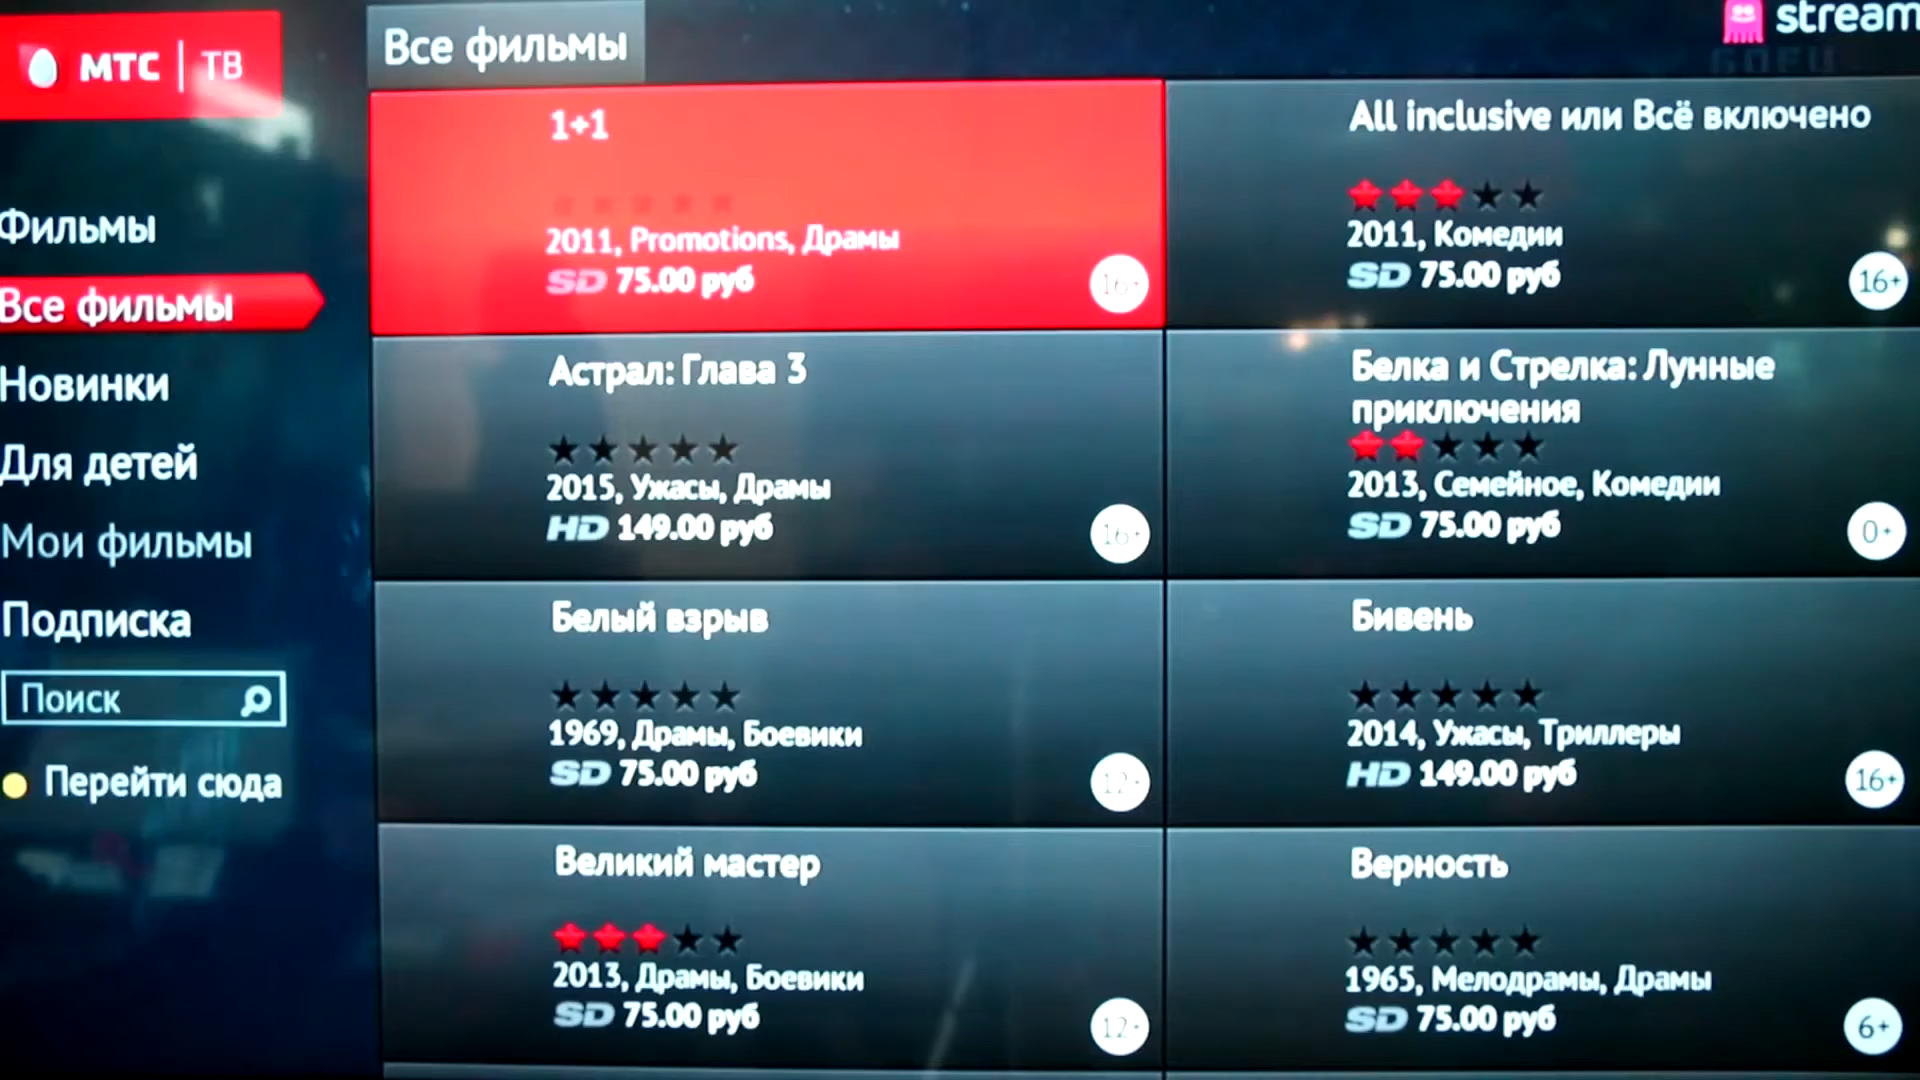 МТС | ТВ
Все фильмы
stream
Фильмы
Все фильмы
Новинки
Для детей
Мои фильмы
Подписка
Поиск
Перейти сюда
1+1
2011, Promotions, Драмы
SD 75.00 руб
16+
All inclusive или Всё включено
2011, Комедии
SD 75.00 руб
16+
Астрал: Глава 3
2015, Ужасы, Драмы
HD 149.00 руб
16+
Белка и Стрелка: Лунные
приключения
2013, Семейное, Комедии
SD 75.00 руб
0+
Белый взрыв
1969, Драмы, Боевики
SD 75.00 руб
12+
Бивень
2014, Ужасы, Триллеры
HD 149.00 руб
16+
Великий мастер
2013, Драмы, Боевики
SD 75.00 руб
12+
Верность
1965, Мелодрамы, Драмы
SD 75.00 руб
6+